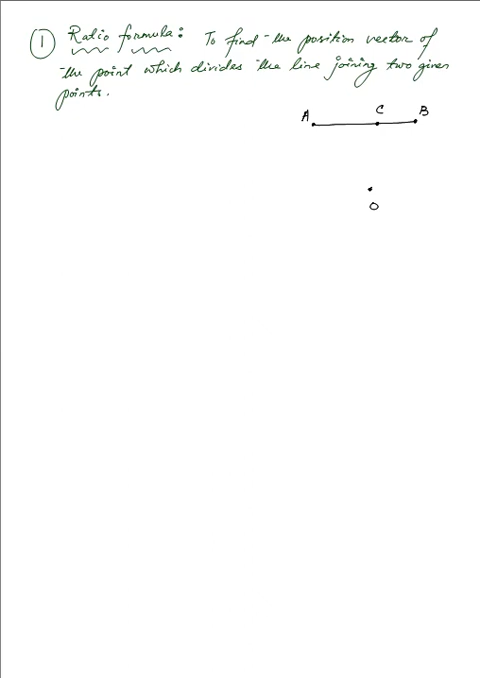 1 Ratio formula: To find the position vector of
the point which divides the line joining two given
points.
A C B
O